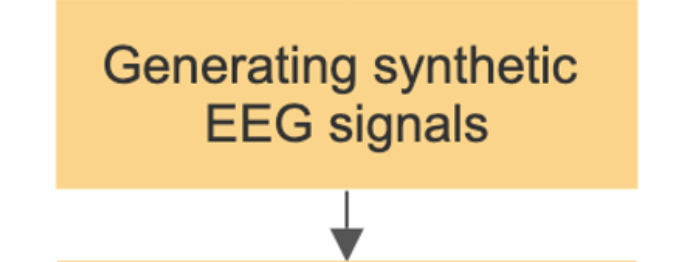 Generating synthetic
EEG signals